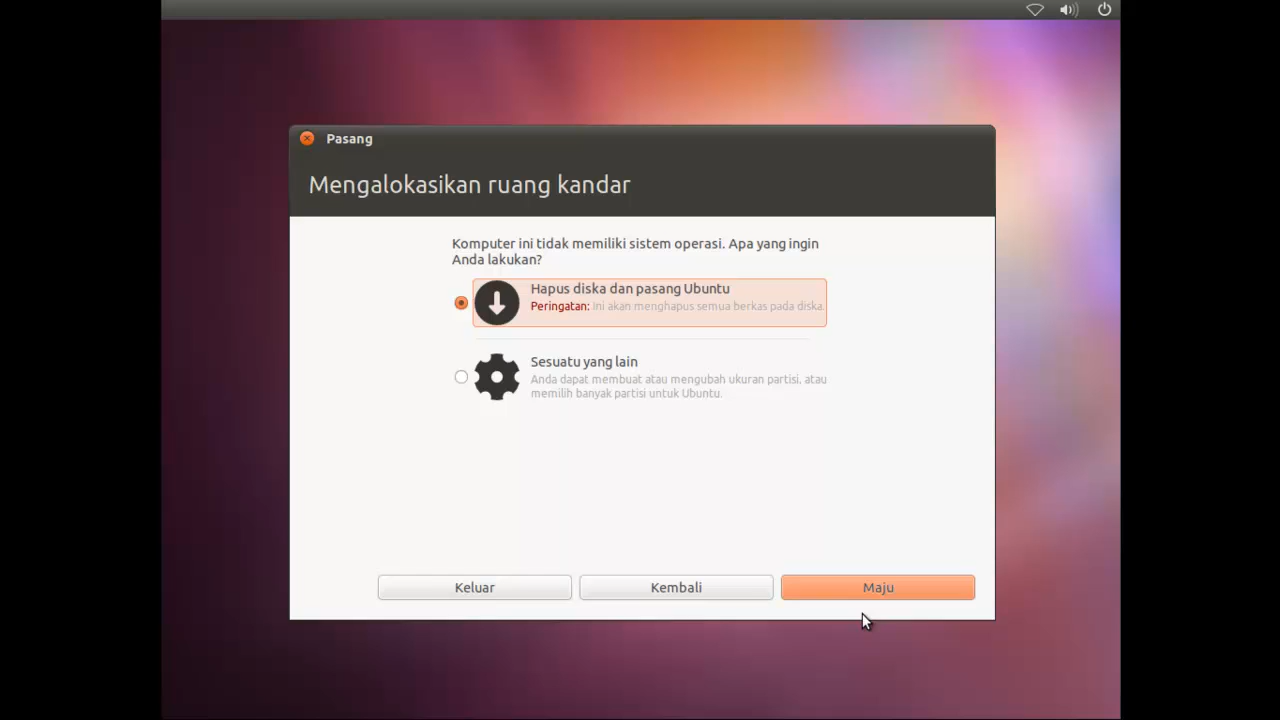 Pasang
Mengalokasikan ruang kandar
Komputer ini tidak memiliki sistem operasi. Apa yang ingin
Anda lakukan?
Hapus diska dan pasang Ubuntu
Peringatan: Ini akan menghapus semua berkas pada diska.
Sesuatu yang lain
Anda dapat membuat atau mengubah ukuran partisi, atau
memilih banyak partisi untuk Ubuntu.
Keluar
Kembali
Maju